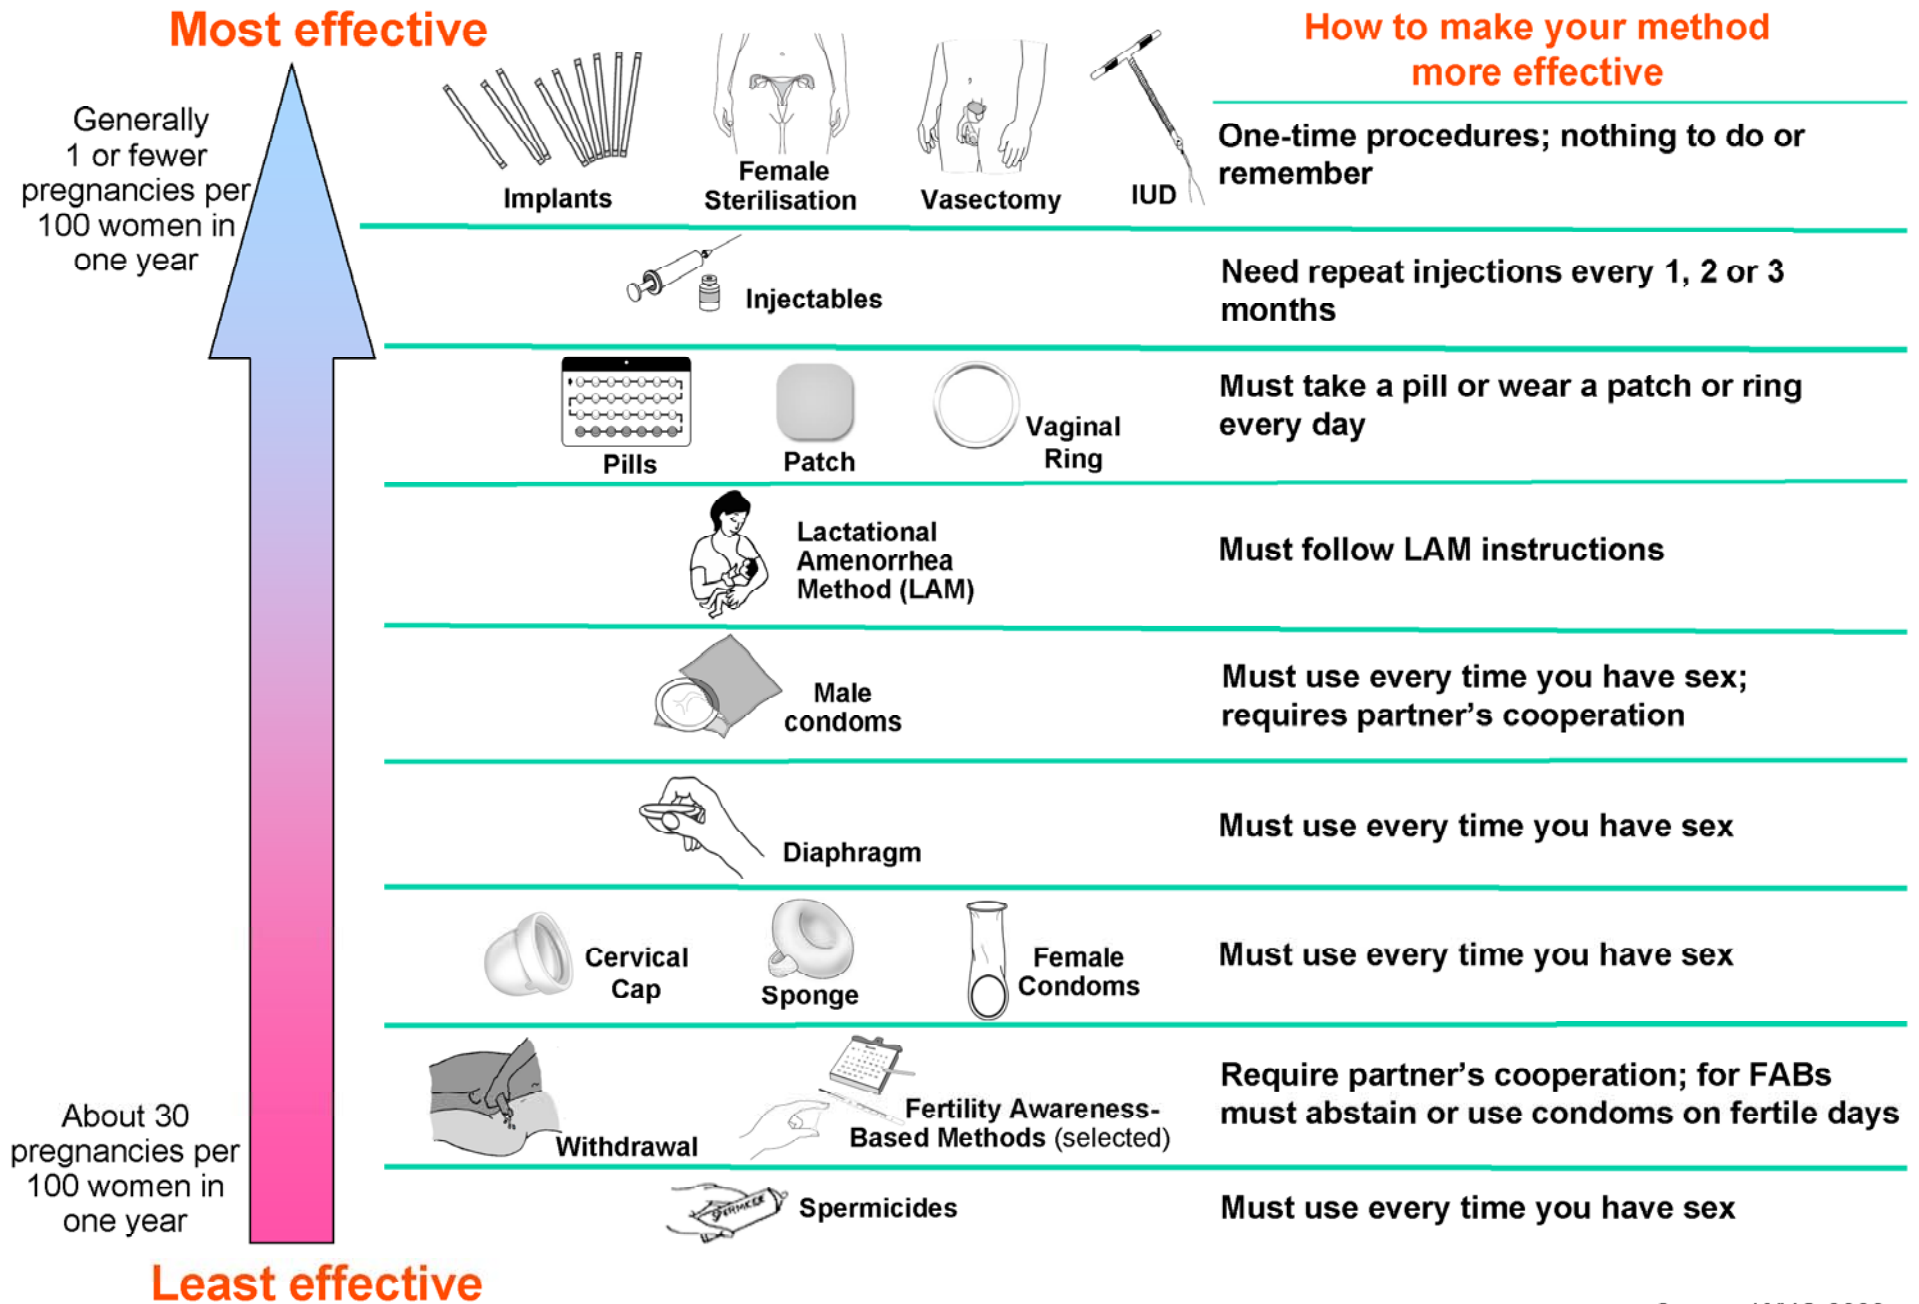 Most effective
How to make your method
more effective
Generally
1 or fewer
pregnancies per
100 women in
one year
Implants
Female
Sterilisation
Vasectomy
IUD
One-time procedures; nothing to do or
remember
Injectables
Need repeat injections every 1, 2 or 3
months
Pills
Patch
Vaginal
Ring
Must take a pill or wear a patch or ring
every day
Lactational
Amenorrhea
Method (LAM)
Must follow LAM instructions
Male
condoms
Must use every time you have sex;
requires partner's cooperation
Diaphragm
Must use every time you have sex
Cervical
Cap
Sponge
Female
Condoms
Must use every time you have sex
Withdrawal
Fertility Awareness-
Based Methods (selected)
Require partner's cooperation; for FABs
must abstain or use condoms on fertile days
About 30
pregnancies per
100 women in
one year
Spermicides
Must use every time you have sex
Least effective